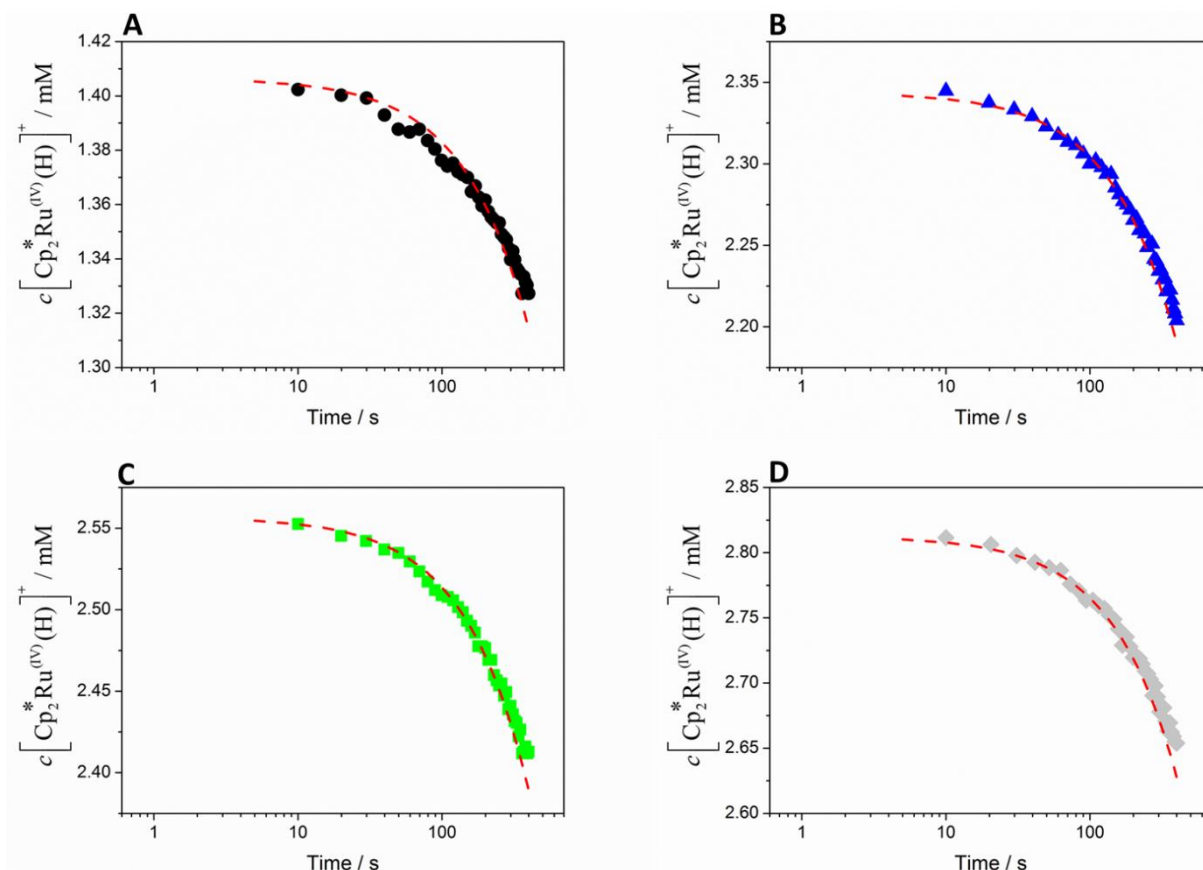 A
c[Cp*2Ru(IV)(H)]+ / mM
1.42
1.40
1.38
1.36
1.34
1.32
1.30
1 10 100
Time / s
B
c[Cp*2Ru(IV)(H)]+ / mM
2.35
2.30
2.25
2.20
1 10 100
Time / s
C
c[Cp*2Ru(IV)(H)]+ / mM
2.55
2.50
2.45
2.40
1 10 100
Time / s
D
c[Cp*2Ru(IV)(H)]+ / mM
2.85
2.80
2.75
2.70
2.65
2.60
1 10 100
Time / s